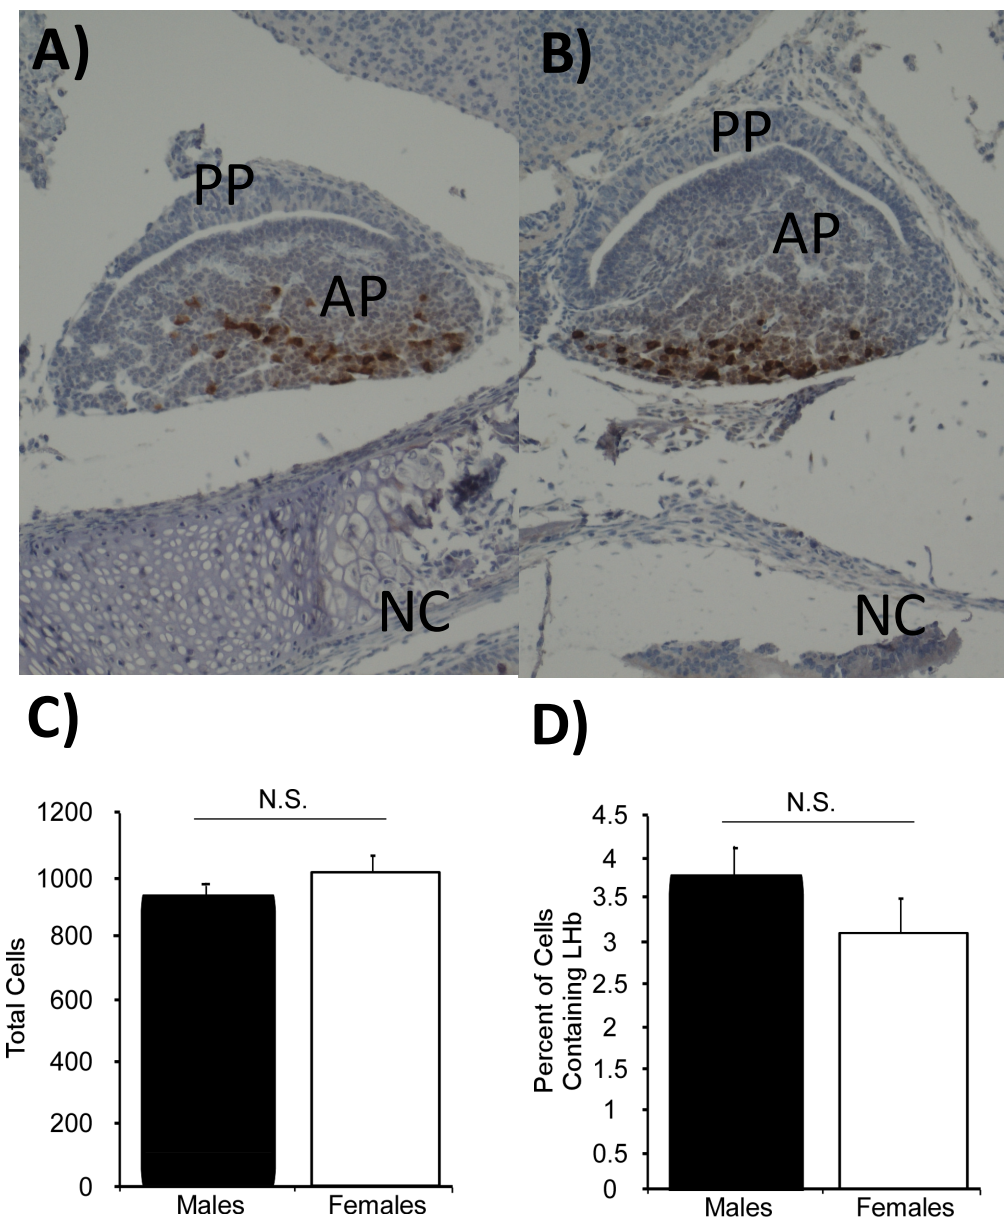 A)
B)
PP
PP
AP
AP
NC
NC
C)
D)
N.S.
1200
1000
800
600
400
200
0
Total Cells
Males
Females
N.S.
4.5
4
3.5
3
2.5
2
1.5
1
0.5
0
Percent of Cells
Containing LHb
Males
Females